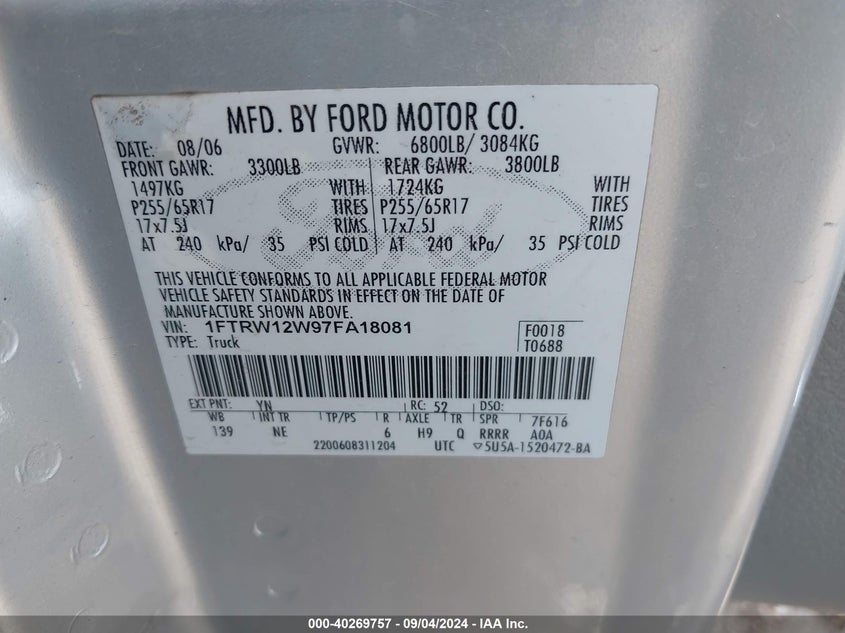 MFD. BY FORD MOTOR CO.
DATE: 08/06 GVWR: 6800LB/ 3084KG
FRONT GAWR: 3300LB REAR GAWR: 3800LB
1497KG WITH 1724KG WITH
P255/65R17 TIRES P255/65R17 TIRES
17x7.5J RIMS 17x7.5J RIMS
AT 240 kPa/ 35 PSI COLD AT 240 kPa/ 35 PSI COLD
Ford
THIS VEHICLE CONFORMS TO ALL APPLICABLE FEDERAL MOTOR
VEHICLE SAFETY STANDARDS IN EFFECT ON THE DATE OF
MANUFACTURE SHOWN ABOVE.
VIN: 1FTRW12W97FA18081 F0018
TYPE: Truck T0688
EXT PNT: YN RC: 52 DSO:
WB INT TR TP/PS R AXLE TR SPR 7F616
139 NE 6 H9 Q RRRR AOA
2200608311204 UTC ▽5U5A-1520472-BA
000-40269757 - 09/04/2024 - IAA Inc.